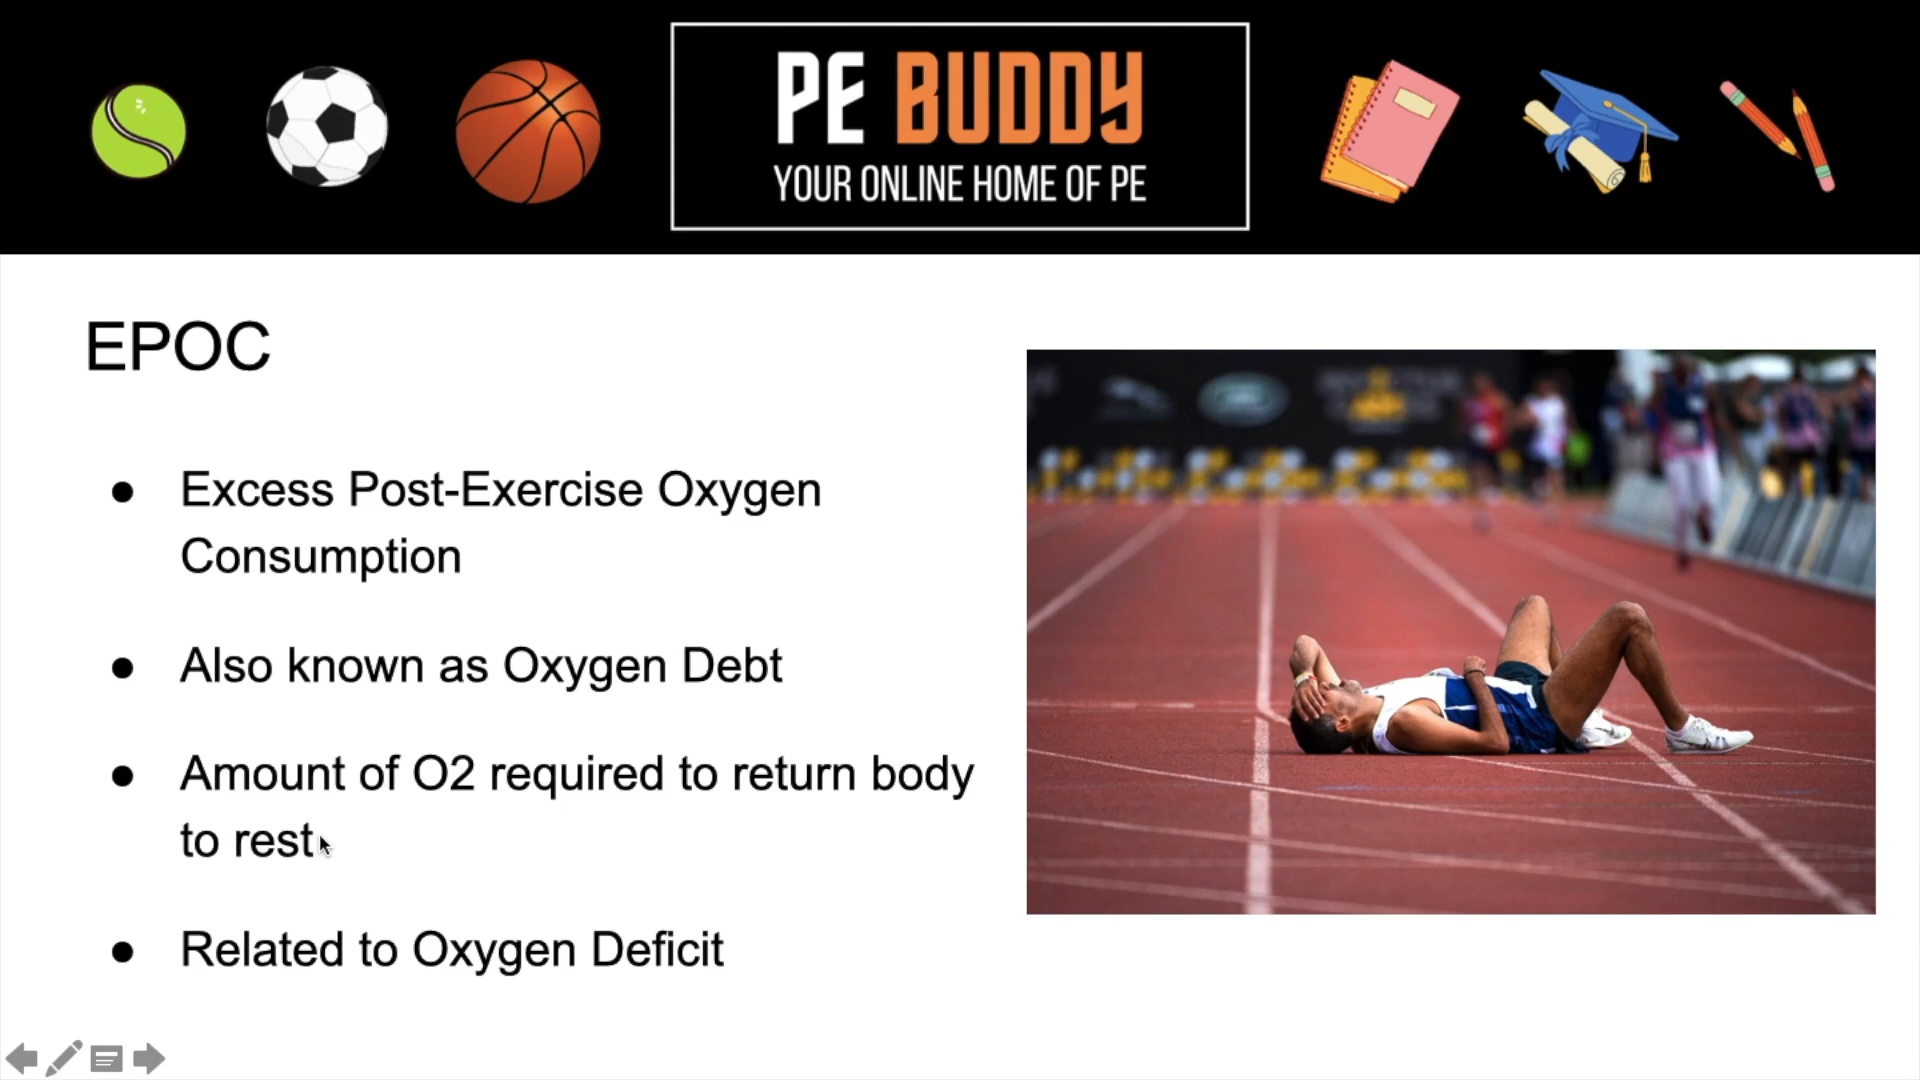 PE BUDDY
YOUR ONLINE HOME OF PE
EPOC
● Excess Post-Exercise Oxygen
Consumption
● Also known as Oxygen Debt
● Amount of O2 required to return body
to rest
● Related to Oxygen Deficit